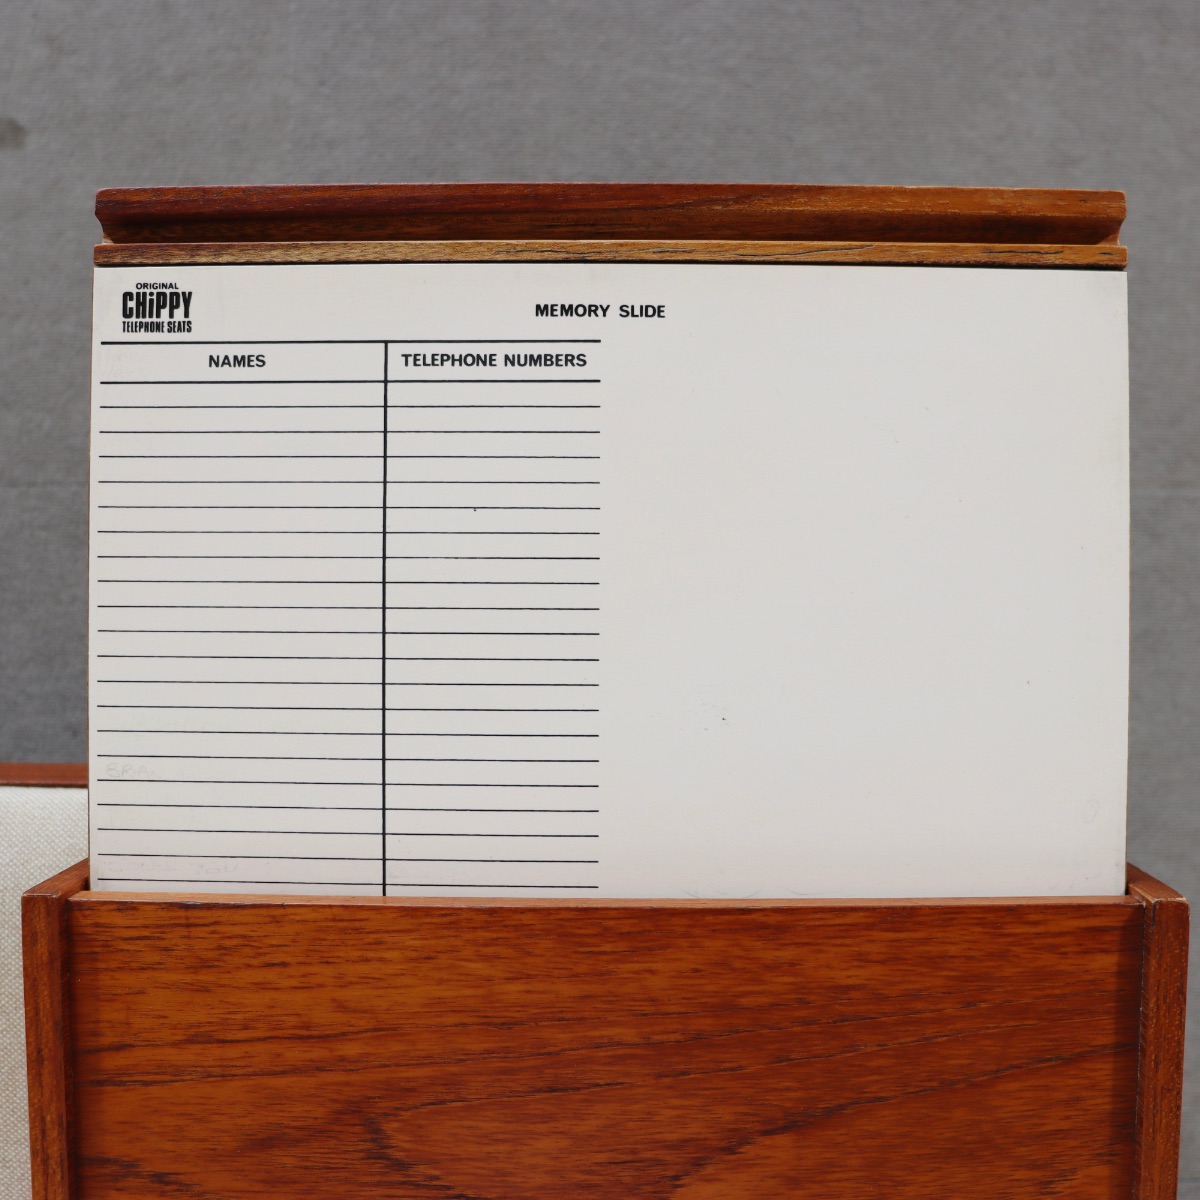 ORIGINAL
CHiPPY
TELEPHONE SEATS
MEMORY SLIDE
NAMES
TELEPHONE NUMBERS